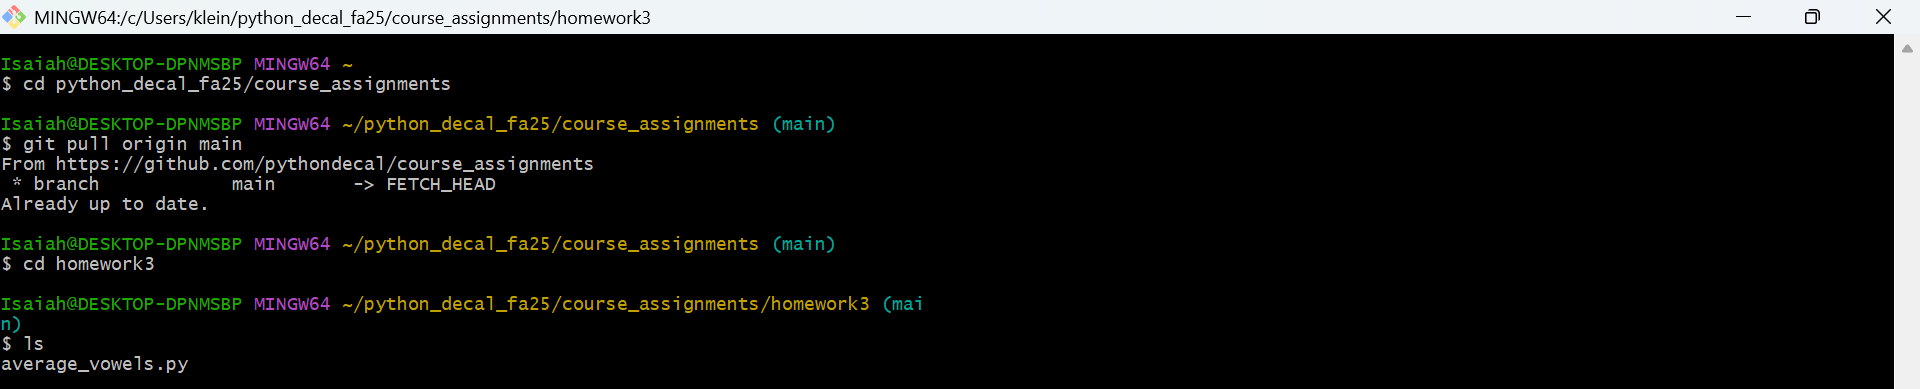 MINGW64:/c/Users/klein/python_decal_fa25/course_assignments/homework3
Isaiah@DESKTOP-DPNMSBP MINGW64 ~
$ cd python_decal_fa25/course_assignments
Isaiah@DESKTOP-DPNMSBP MINGW64 ~/python_decal_fa25/course_assignments (main)
$ git pull origin main
From https://github.com/pythondecal/course_assignments
 * branch            main       -> FETCH_HEAD
Already up to date.
Isaiah@DESKTOP-DPNMSBP MINGW64 ~/python_decal_fa25/course_assignments (main)
$ cd homework3
Isaiah@DESKTOP-DPNMSBP MINGW64 ~/python_decal_fa25/course_assignments/homework3 (mai
n)
$ ls
average_vowels.py